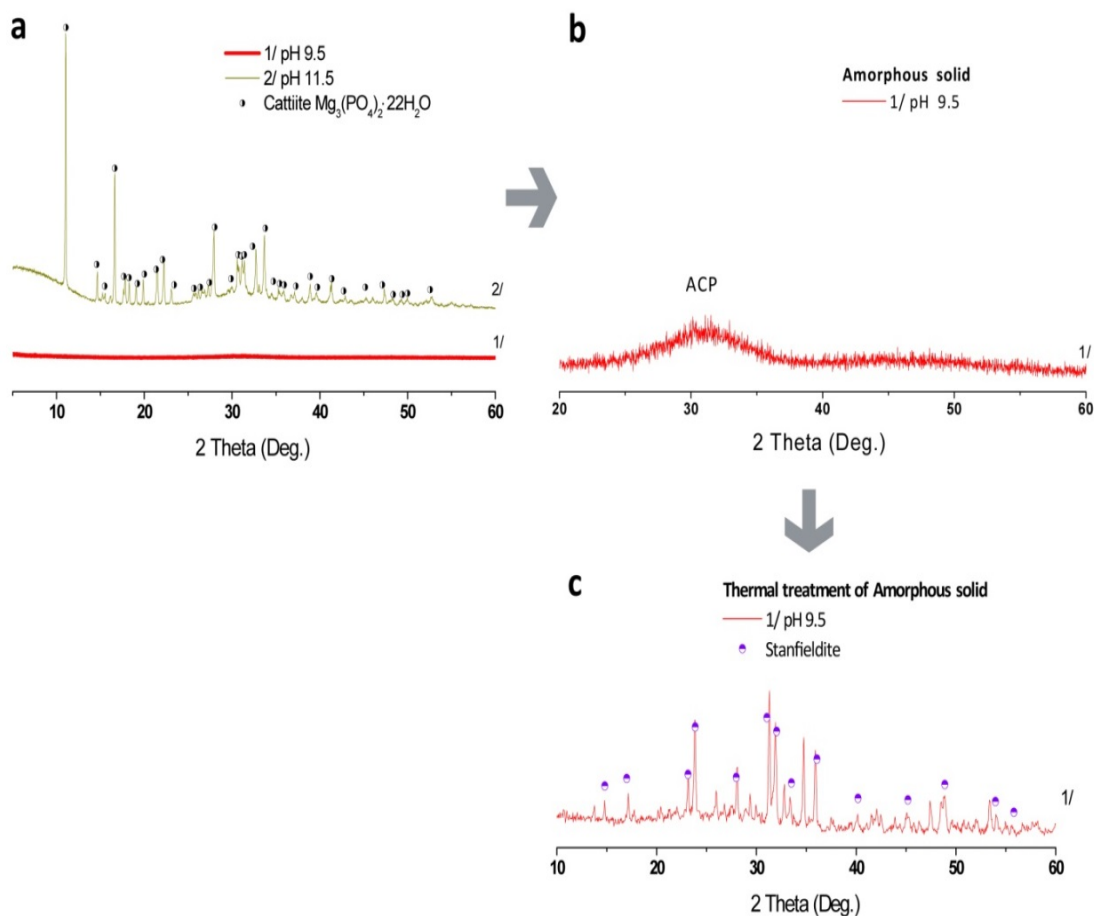 a
1/ pH 9.5
2/ pH 11.5
Cattiite Mg₃(PO₄)₂·22H₂O
2/
1/
10 20 30 40 50 60
2 Theta (Deg.)
b
Amorphous solid
1/ pH 9.5
ACP
1/
20 30 40 50 60
2 Theta (Deg.)
c
Thermal treatment of Amorphous solid
1/ pH 9.5
Stanfieldite
1/
10 20 30 40 50 60
2 Theta (Deg.)